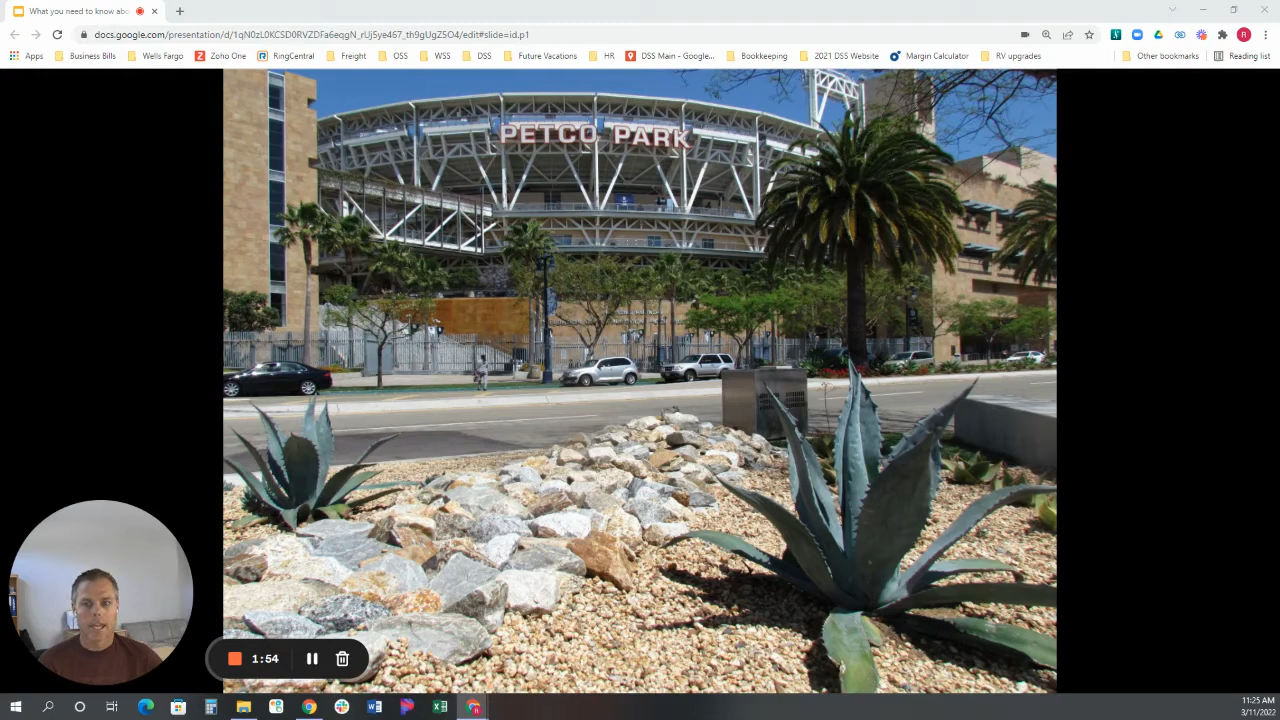 What you need to know abo
docs.google.com/presentation/d/1qN0zL0KCSD0RVZDFa6eqgN_rUj5ye467_th9gUgZ5O4/edit#slide=id.p1
Apps Business Bills Wells Fargo Zoho One RingCentral Freight OSS WSS DSS Future Vacations HR DSS Main - Google... Bookkeeping 2021 DSS Website Margin Calculator RV upgrades Other bookmarks Reading list
PETCO PARK
1:54
11:25 AM
3/11/2022